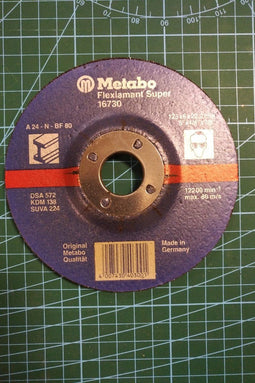 Metabo
Flexiamant Super
16730
A 24 - N - BF 80
DSA 572
KDM 138
SUVA 224
12200 min⁻¹
max. 80 m/s
Original
Metabo
Qualität
Made in
Germany